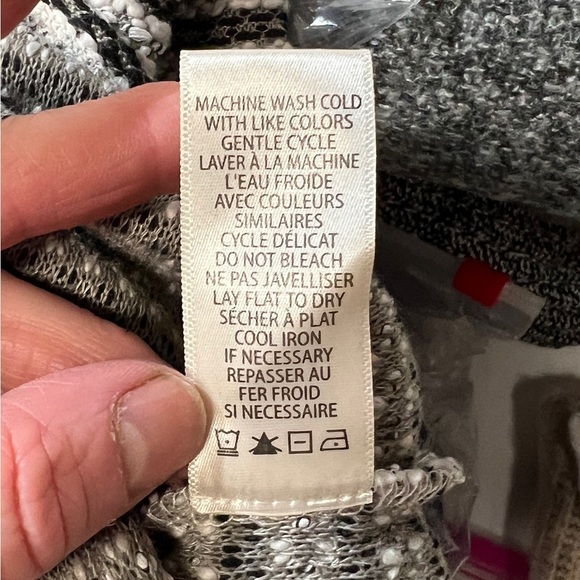 MACHINE WASH COLD
WITH LIKE COLORS
GENTLE CYCLE
LAVER À LA MACHINE
L'EAU FROIDE
AVEC COULEURS
SIMILAIRES
CYCLE DÉLICAT
DO NOT BLEACH
NE PAS JAVELLISER
LAY FLAT TO DRY
SÉCHER À PLAT
COOL IRON
IF NECESSARY
REPASSER AU
FER FROID
SI NECESSAIRE